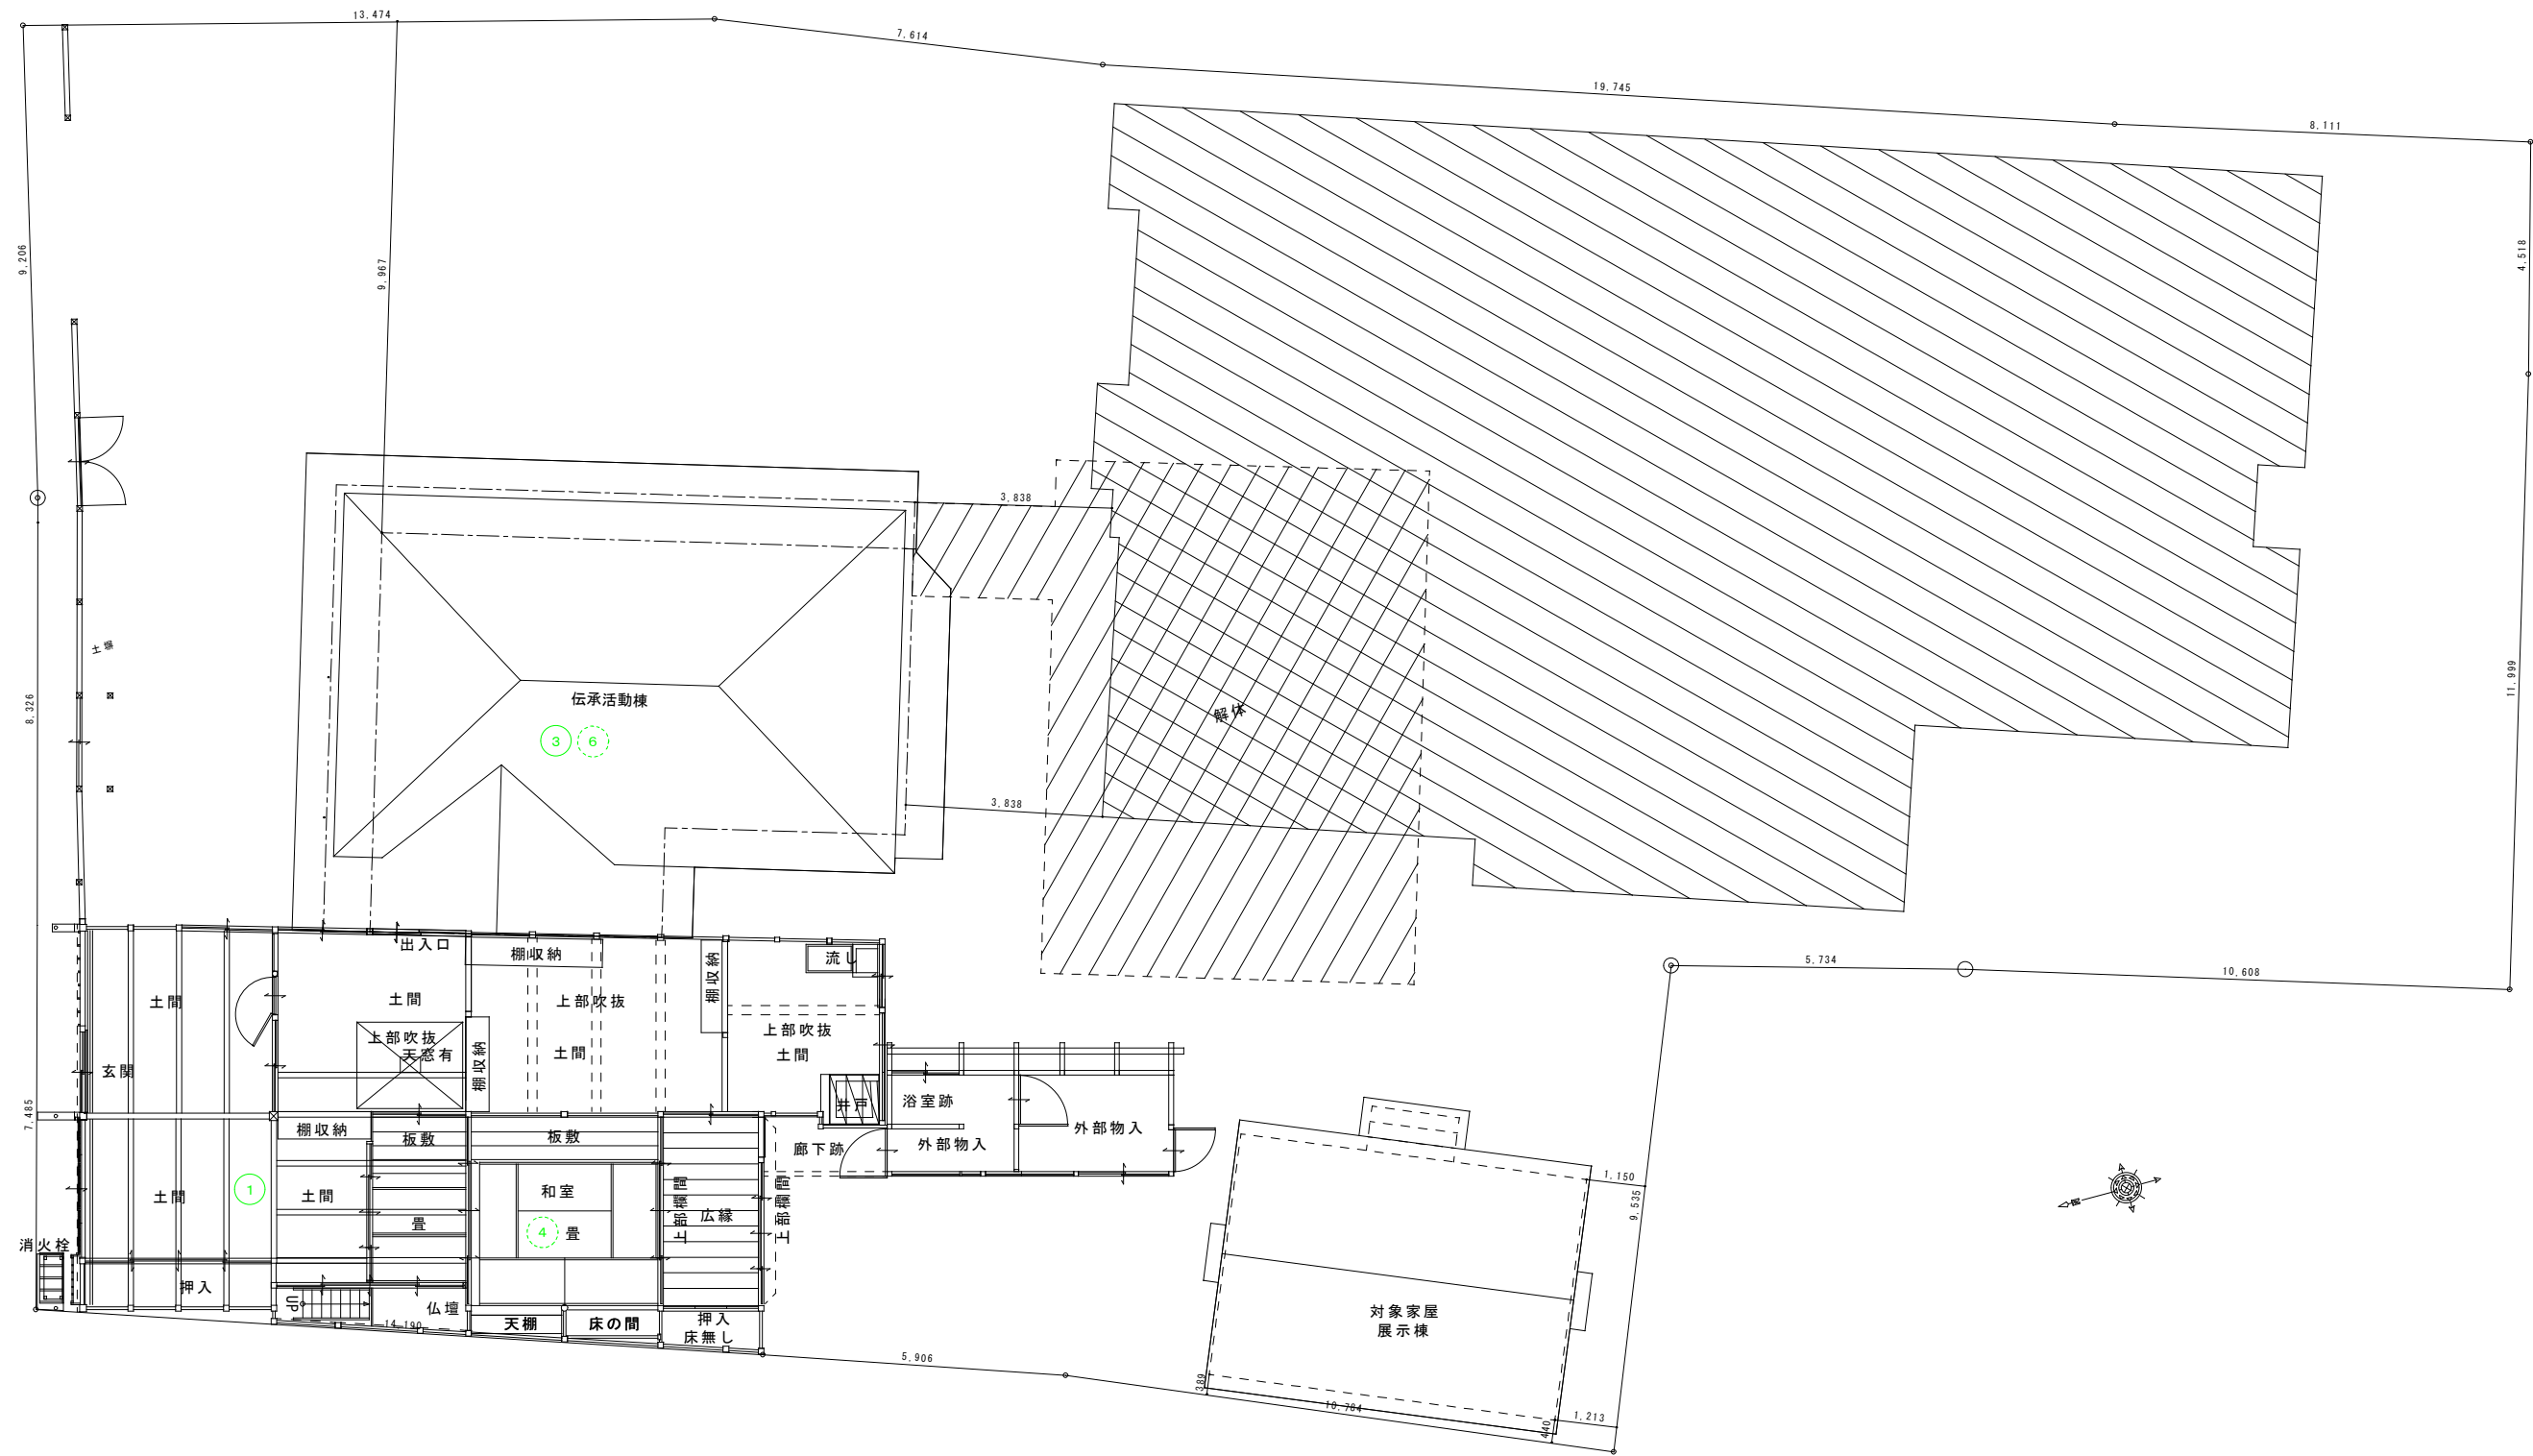 13,474
7,614
19,745
8,111
9,206
9,967
4,518
3,838
土塀
伝承活動棟
3
6
解体
8,326
11,999
3,838
出入口
棚収納
棚収納
流し
5,734
10,608
土間
土間
上部吹抜
上部吹抜
天窓有
棚収納
土間
上部吹抜
土間
玄関
7,485
井戸
浴室跡
棚収納
板敷
板敷
廊下跡
外部物入
外部物入
土間
1
土間
畳
和室
4
畳
上部欄間
広縁
上部欄間
1,150
9,535
消火栓
押入
UP
仏壇
14,190
天棚
床の間
押入
床無し
対象家屋
展示棟
5,906
389
10,784
440
1,213